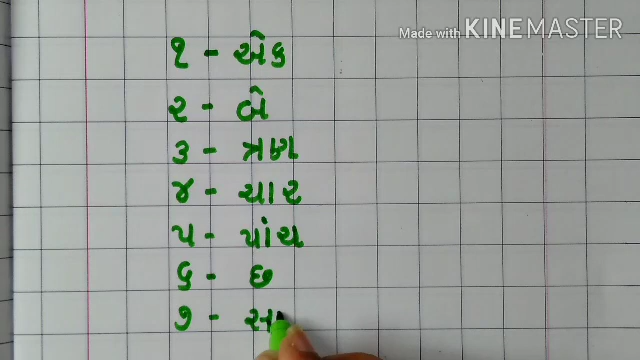 Made with KINEMASTER
૧ - એક
૨ - બે
૩ - ત્રણ
૪ - ચાર
૫ - પાંચ
૬ - છ
૭ -